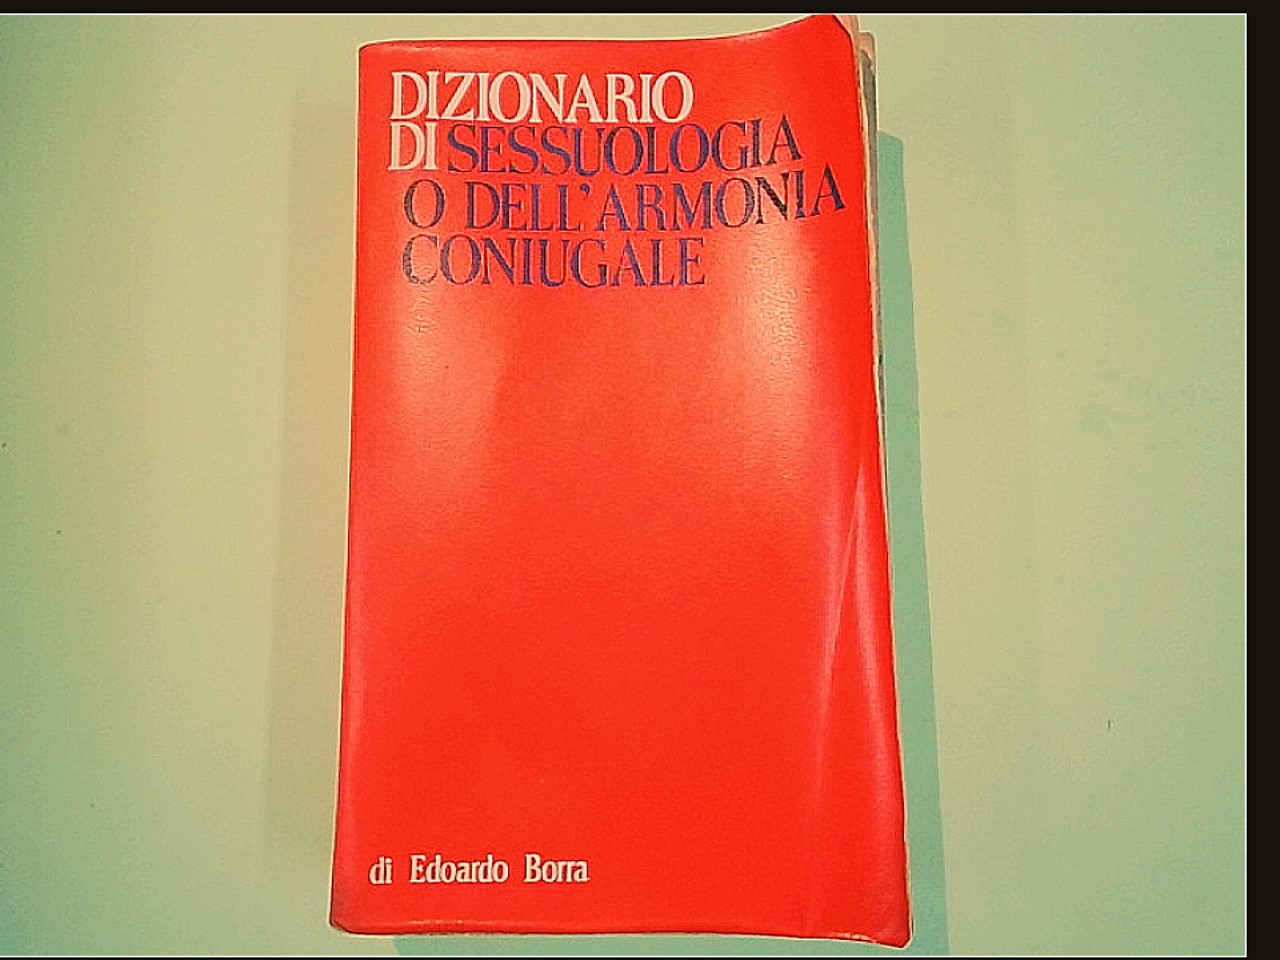 DIZIONARIO
DI SESSUOLOGIA
O DELL'ARMONIA
CONIUGALE
di Edoardo Borra